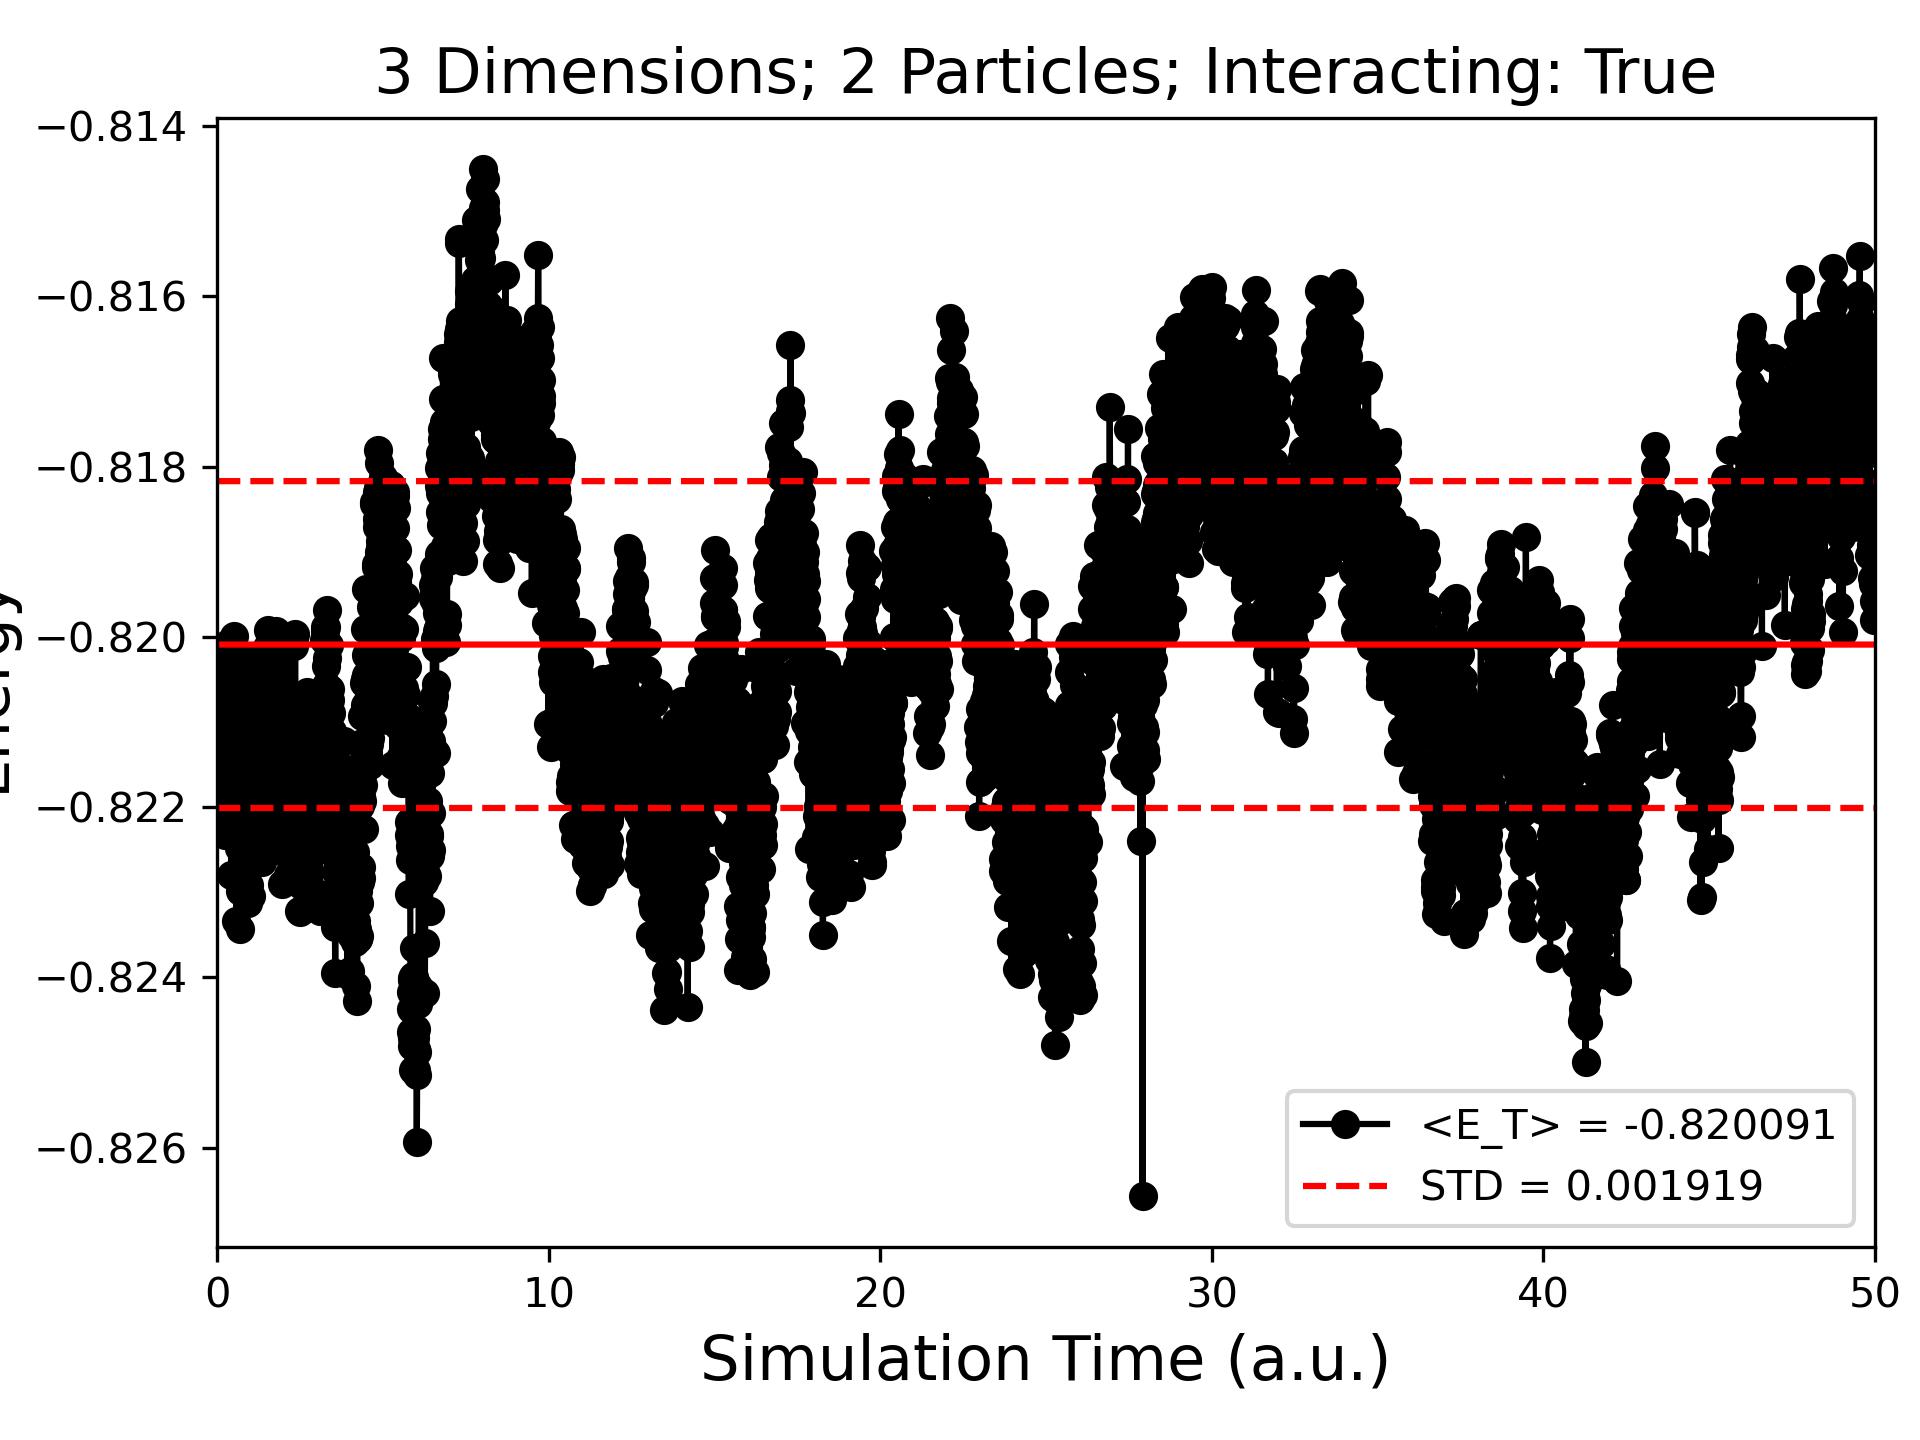 3 Dimensions; 2 Particles; Interacting: True
−0.814
−0.816
−0.818
−0.820
−0.822
−0.824
−0.826
Energy
<E_T> = -0.820091
STD = 0.001919
0 10 20 30 40 50
Simulation Time (a.u.)